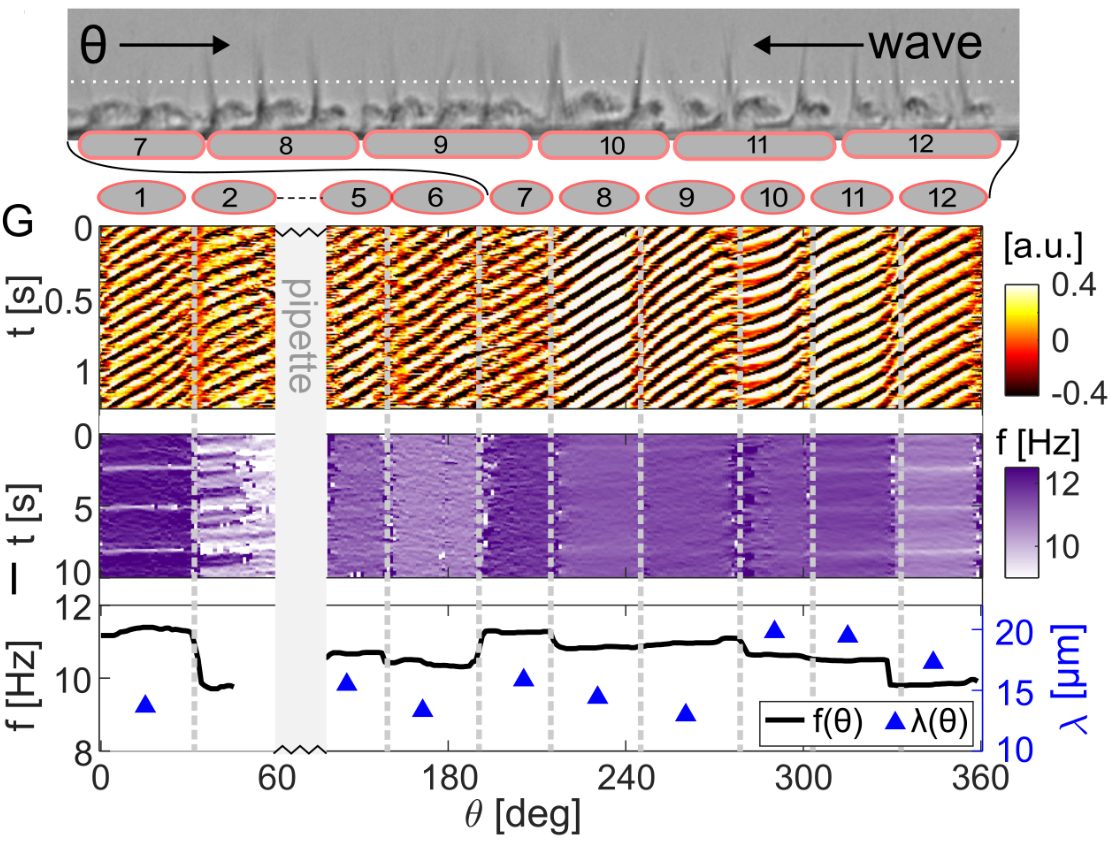 θ wave
7 8 9 10 11 12
1 2 5 6 7 8 9 10 11 12
G
0
0.5
1
t [s]
pipette
[a.u.]
0.4
0
-0.4
0
5
10
t [s]
f [Hz]
12
10
12
10
8
f [Hz]
20
15
10
λ [μm]
f(θ) λ(θ)
0 60 180 240 300 360
θ [deg]